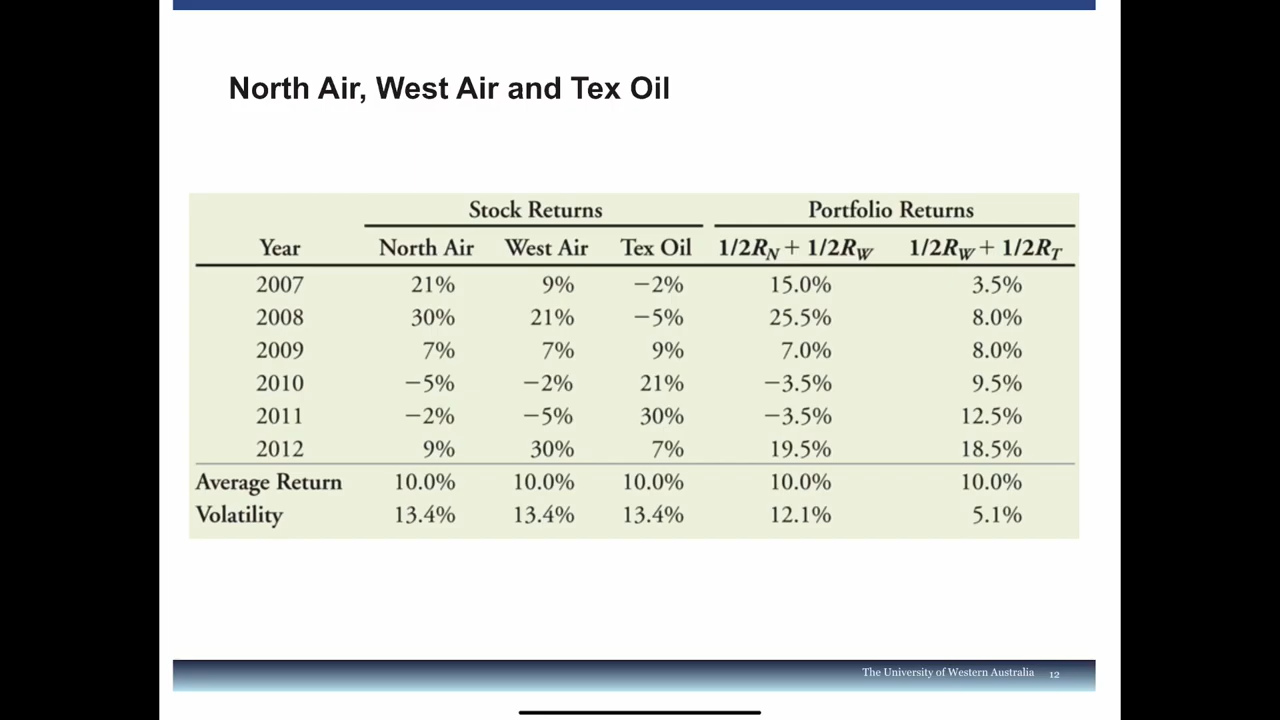 North Air, West Air and Tex Oil
Stock Returns Portfolio Returns
Year North Air West Air Tex Oil 1/2RN + 1/2RW 1/2RW + 1/2RT
2007 21% 9% −2% 15.0% 3.5%
2008 30% 21% −5% 25.5% 8.0%
2009 7% 7% 9% 7.0% 8.0%
2010 −5% −2% 21% −3.5% 9.5%
2011 −2% −5% 30% −3.5% 12.5%
2012 9% 30% 7% 19.5% 18.5%
Average Return 10.0% 10.0% 10.0% 10.0% 10.0%
Volatility 13.4% 13.4% 13.4% 12.1% 5.1%
The University of Western Australia 12